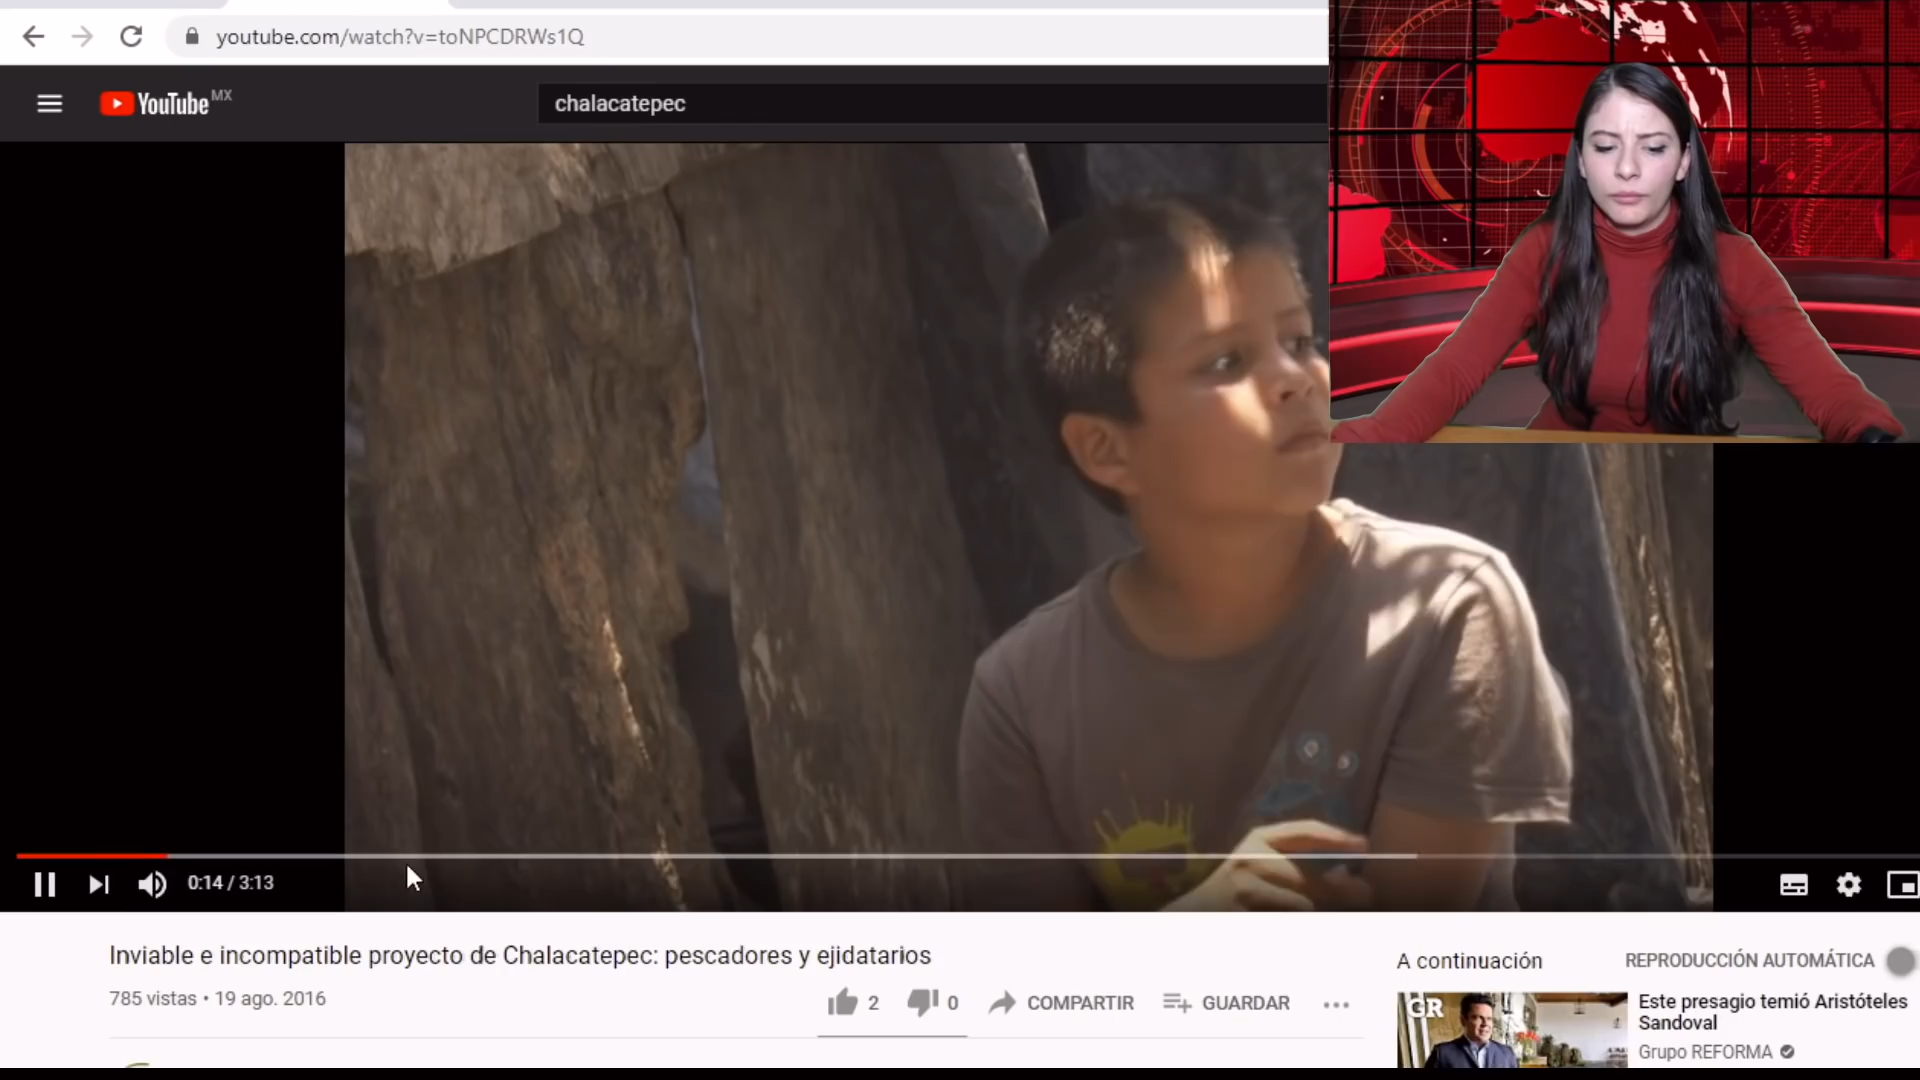 youtube.com/watch?v=toNPCDRWs1Q
YouTube MX
chalacatepec
0:14 / 3:13
Inviable e incompatible proyecto de Chalacatepec: pescadores y ejidatarios
785 vistas • 19 ago. 2016
2
0
COMPARTIR
GUARDAR
A continuación
REPRODUCCIÓN AUTOMÁTICA
GR
Este presagio temió Aristóteles
Sandoval
Grupo REFORMA